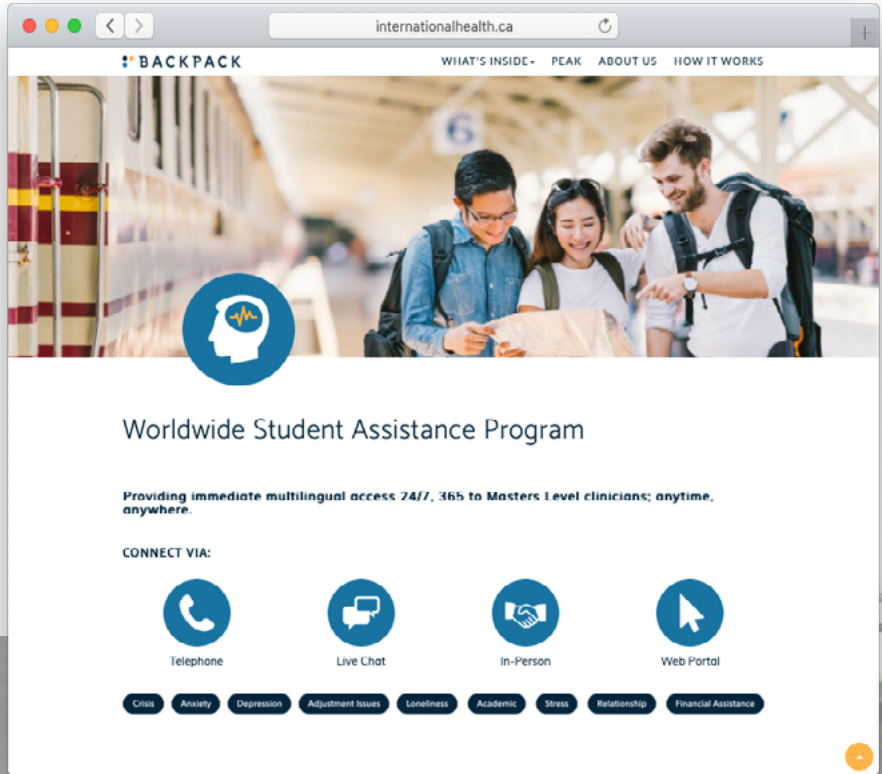 internationalhealth.ca
BACKPACK
WHAT'S INSIDE PEAK ABOUT US HOW IT WORKS
6
Worldwide Student Assistance Program
Providing immediate multilingual access 24/7, 365 to Masters Level clinicians; anytime,
anywhere.
CONNECT VIA:
Telephone Live Chat In-Person Web Portal
Crisis Anxiety Depression Adjustment Issues Loneliness Academic Stress Relationship Financial Assistance